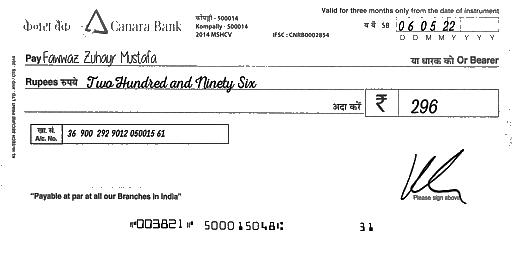 केनरा बैंक Canara Bank
कोंपल्ली - 500014
Kompally - 500014
2014 MSHCV
IFSC : CNRB0002854
Valid for three months only from the date of instrument
SB 06 05 22
D D M M Y Y Y Y
Pay Fawwaz Zuhayr Mustafa या धारक को Or Bearer
Rupees रुपये Two Hundred and Ninety Six
अदा करें ₹ 296
खा. सं.
A/c. No. 36 900 292 9012 050015 61
Please sign above
"Payable at par at all our Branches in India"
⑈003821⑈ 500015048⑆ 31